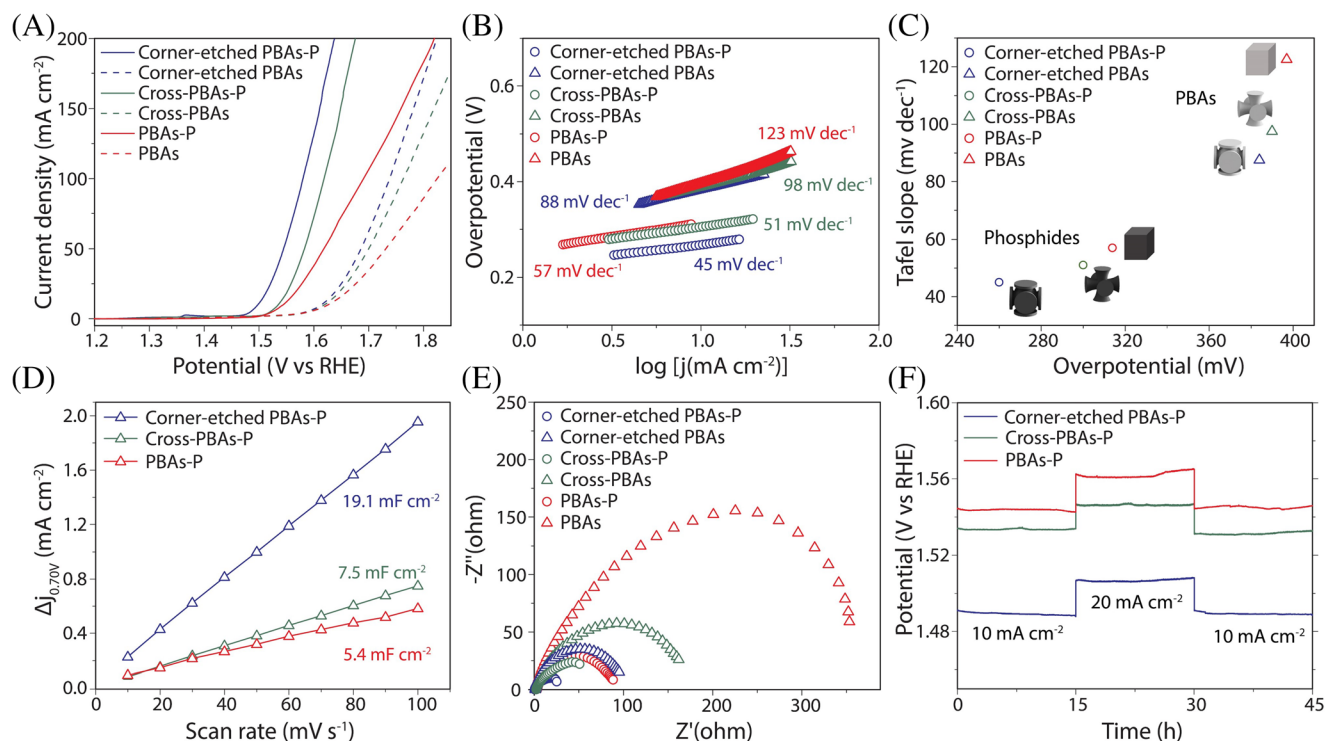 (A)
200
150
100
50
0
1.2
1.3
1.4
1.5
1.6
1.7
1.8
Current density (mA cm⁻²)
Potential (V vs RHE)
Corner-etched PBAs-P
Corner-etched PBAs
Cross-PBAs-P
Cross-PBAs
PBAs-P
PBAs
(B)
0.6
0.4
0.2
0.0
0.5
1.0
1.5
2.0
Overpotential (V)
log [j(mA cm⁻²)]
Corner-etched PBAs-P
Corner-etched PBAs
Cross-PBAs-P
Cross-PBAs
PBAs-P
PBAs
123 mV dec⁻¹
98 mV dec⁻¹
88 mV dec⁻¹
51 mV dec⁻¹
57 mV dec⁻¹
45 mV dec⁻¹
(C)
120
100
80
60
40
240
280
320
360
400
Tafel slope (mv dec⁻¹)
Overpotential (mV)
Corner-etched PBAs-P
Corner-etched PBAs
Cross-PBAs-P
Cross-PBAs
PBAs-P
PBAs
PBAs
Phosphides
(D)
2.0
1.6
1.2
0.8
0.4
0.0
0
20
40
60
80
100
Δj0.70V (mA cm⁻²)
Scan rate (mV s⁻¹)
Corner-etched PBAs-P
Cross-PBAs-P
PBAs-P
19.1 mF cm⁻²
7.5 mF cm⁻²
5.4 mF cm⁻²
(E)
-250
-200
-150
-100
-50
0
0
100
200
300
-Z''(ohm)
Z'(ohm)
Corner-etched PBAs-P
Corner-etched PBAs
Cross-PBAs-P
Cross-PBAs
PBAs-P
PBAs
(F)
1.60
1.56
1.52
1.48
0
15
30
45
Potential (V vs RHE)
Time (h)
Corner-etched PBAs-P
Cross-PBAs-P
PBAs-P
10 mA cm⁻²
20 mA cm⁻²
10 mA cm⁻²